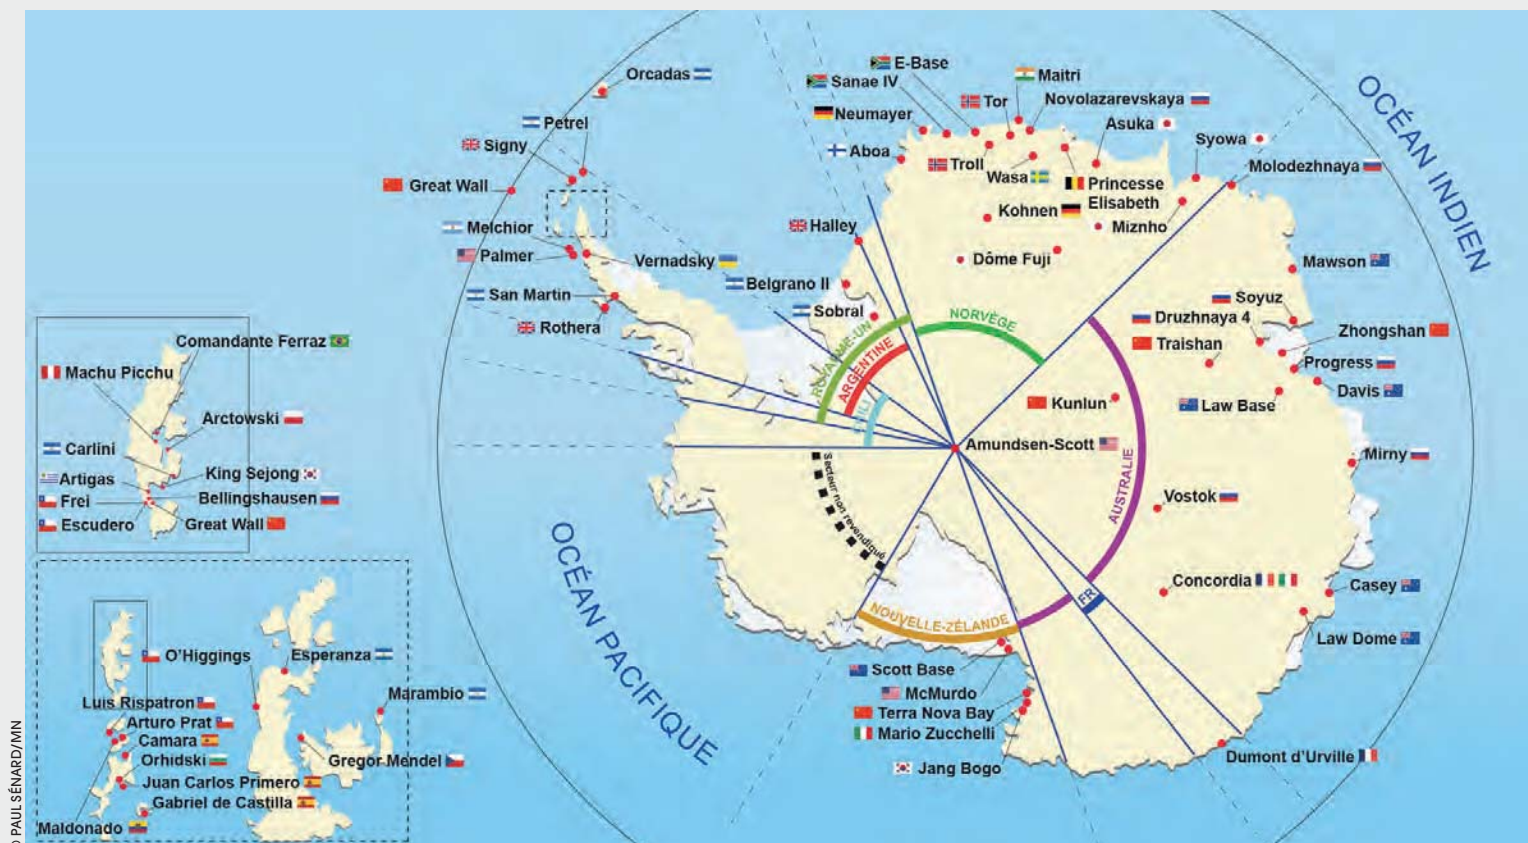 Orcadas
Petrel
Signy
Great Wall
Melchior
Palmer
Vernadsky
San Martin
Rothera
E-Base
Sanae IV
Neumayer
Aboa
Halley
Belgrano II
Sobral
Maitri
Tor
Novolazarevskaya
Asuka
Syowa
Molodezhnaya
Troll
Wasa
Princesse
Elisabeth
Kohnen
Miznho
Dôme Fuji
OCÉAN INDIEN
Mawson
Soyuz
Druzhnaya 4
Zhongshan
Traishan
Progress
Davis
Law Base
Kunlun
Amundsen-Scott
Mirny
Vostok
Concordia
Casey
Law Dome
Dumont d'Urville
ROYAUME-UNI
ARGENTINE
CHILI
NORVÈGE
AUSTRALIE
FR
NOUVELLE-ZÉLANDE
Secteur non revendiqué
OCÉAN PACIFIQUE
Scott Base
McMurdo
Terra Nova Bay
Mario Zucchelli
Jang Bogo
Comandante Ferraz
Machu Picchu
Arctowski
Carlini
King Sejong
Artigas
Bellingshausen
Frei
Escudero
Great Wall
O'Higgings
Esperanza
Luis Rispatron
Marambio
Arturo Prat
Camara
Orhidski
Gregor Mendel
Juan Carlos Primero
Gabriel de Castilla
Maldonado
PAUL SÉNARD/MN